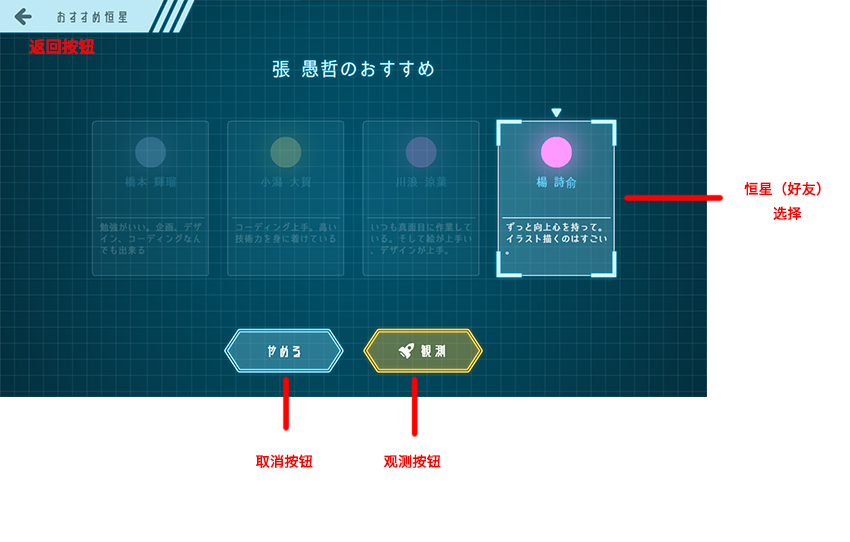 おすすめ恒星
返回按钮
張 愚哲のおすすめ
橋本 輝瑠
勉強がいい。企画、デザ
イン、コーディングなん
でも出来る
小潟 大賀
コーディング上手。高い
技術力を身に着けている
川浪 涼菓
いつも真面目に作業して
いる。そして絵が上手い
、デザインが上手。
楊 詩俞
ずっと向上心を持って。
イラスト描くのはすごい
。
恒星（好友）
选择
やめる
観測
取消按钮
观测按钮